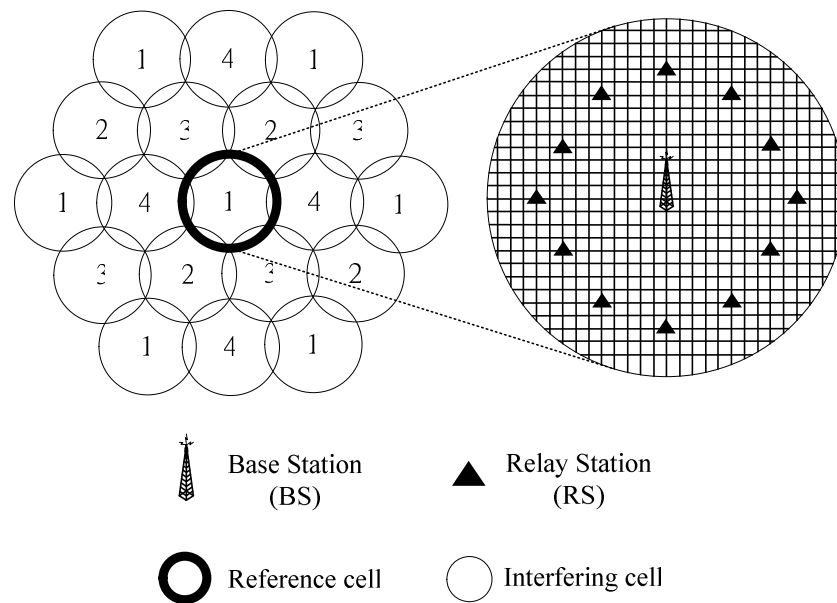 1 4 1
2 3 2 3
1 4 1 4 1
3 2 3 2
1 4 1
Base Station
(BS)
Relay Station
(RS)
Reference cell
Interfering cell